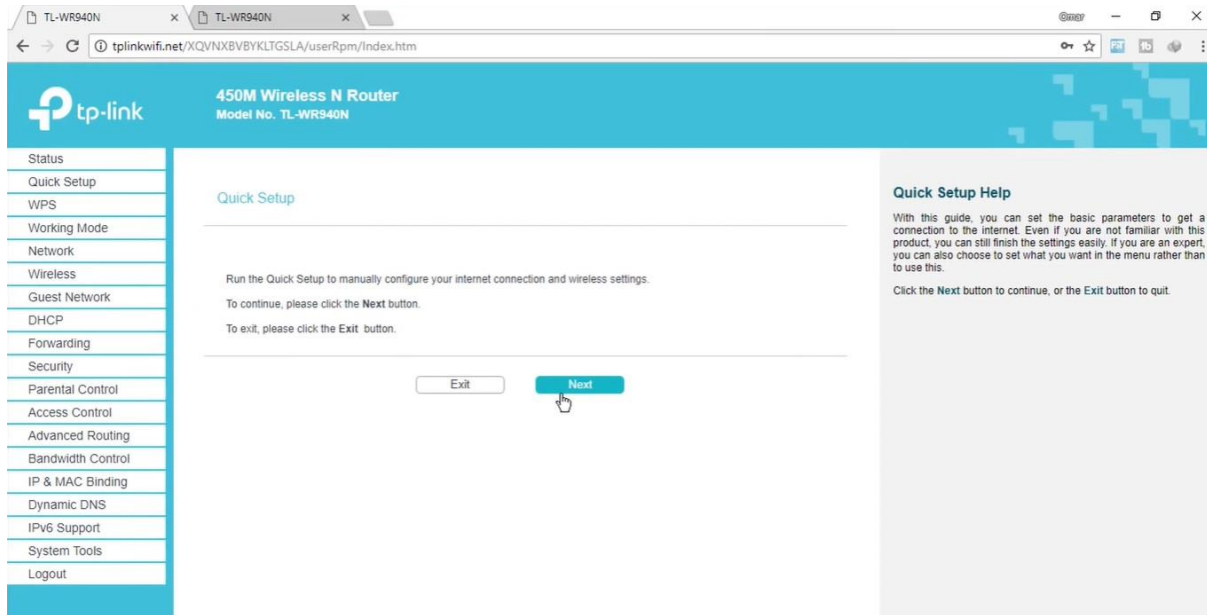 TL-WR940N
TL-WR940N
Omar
tplinkwifi.net/XQVNXBVBYKLTGSLA/userRpm/Index.htm
tp-link
450M Wireless N Router
Model No. TL-WR940N
Status
Quick Setup
WPS
Working Mode
Network
Wireless
Guest Network
DHCP
Forwarding
Security
Parental Control
Access Control
Advanced Routing
Bandwidth Control
IP & MAC Binding
Dynamic DNS
IPv6 Support
System Tools
Logout
Quick Setup
Run the Quick Setup to manually configure your internet connection and wireless settings.
To continue, please click the Next button.
To exit, please click the Exit button.
Exit
Next
Quick Setup Help
With this guide, you can set the basic parameters to get a
connection to the internet. Even if you are not familiar with this
product, you can still finish the settings easily. If you are an expert,
you can also choose to set what you want in the menu rather than
to use this.
Click the Next button to continue, or the Exit button to quit.